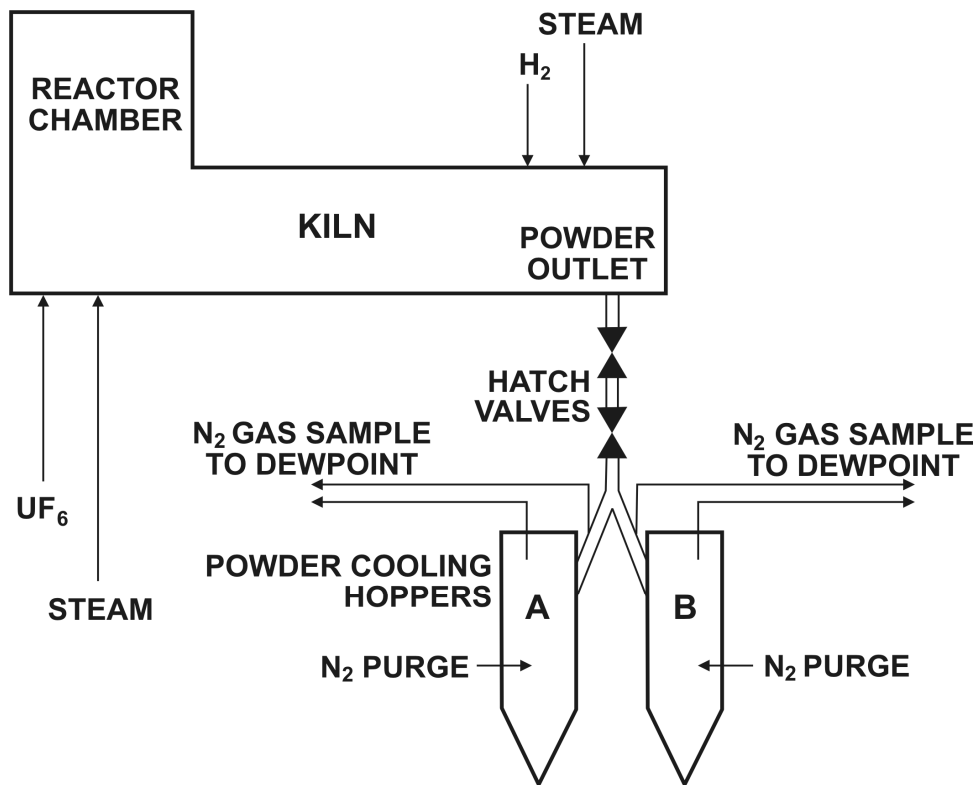 STEAM
H₂
REACTOR
CHAMBER
KILN
POWDER
OUTLET
HATCH
VALVES
N₂ GAS SAMPLE
TO DEWPOINT
N₂ GAS SAMPLE
TO DEWPOINT
UF₆
STEAM
POWDER COOLING
HOPPERS
A
B
N₂ PURGE
N₂ PURGE